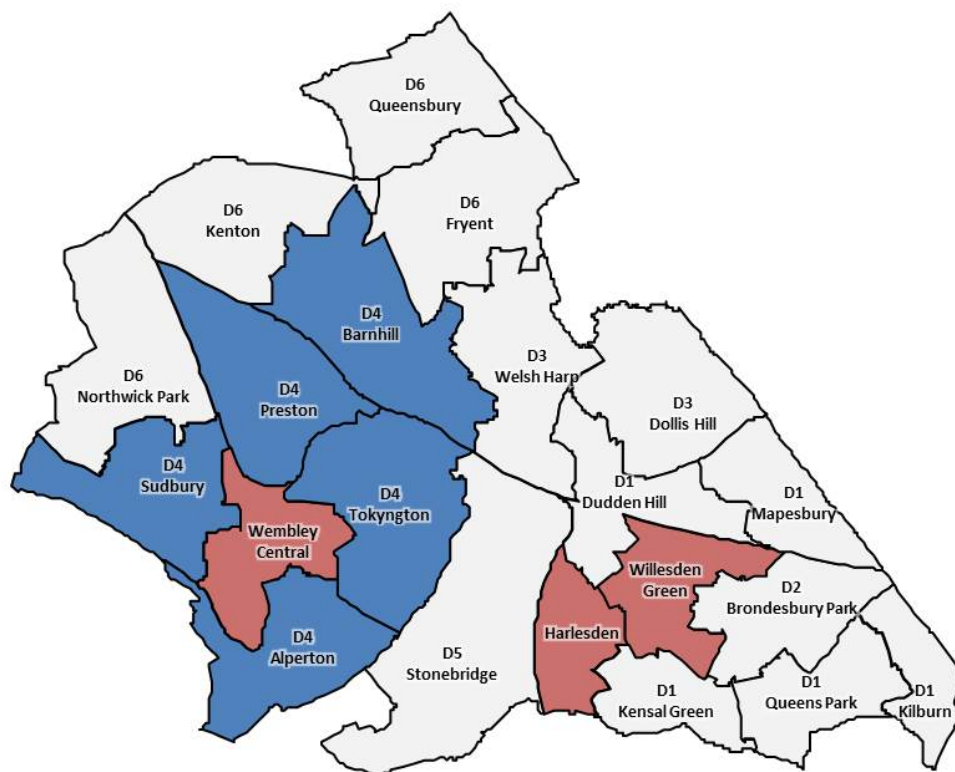 D6
Queensbury
D6
Kenton
D6
Fryent
D4
Barnhill
D3
Welsh Harp
D6
Northwick Park
D4
Preston
D3
Dollis Hill
D4
Sudbury
D4
Tokyngton
D1
Dudden Hill
D1
Mapesbury
Wembley
Central
Willesden
Green
D2
Brondesbury Park
Harlesden
D4
Alperton
D5
Stonebridge
D1
Kensal Green
D1
Queens Park
D1
Kilburn